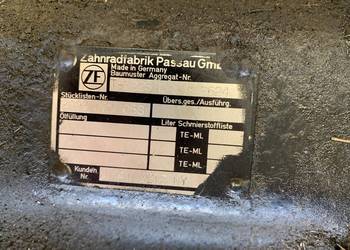 Zahnradfabrik Passau GmbH
Made in Germany
ZF
Baumuster Aggregat-Nr.
Stücklisten-Nr. Übers.ges./Ausführg.
Ölfüllung Liter Schmierstoffliste
TE-ML
TE-ML
TE-ML
Kunden
Nr.